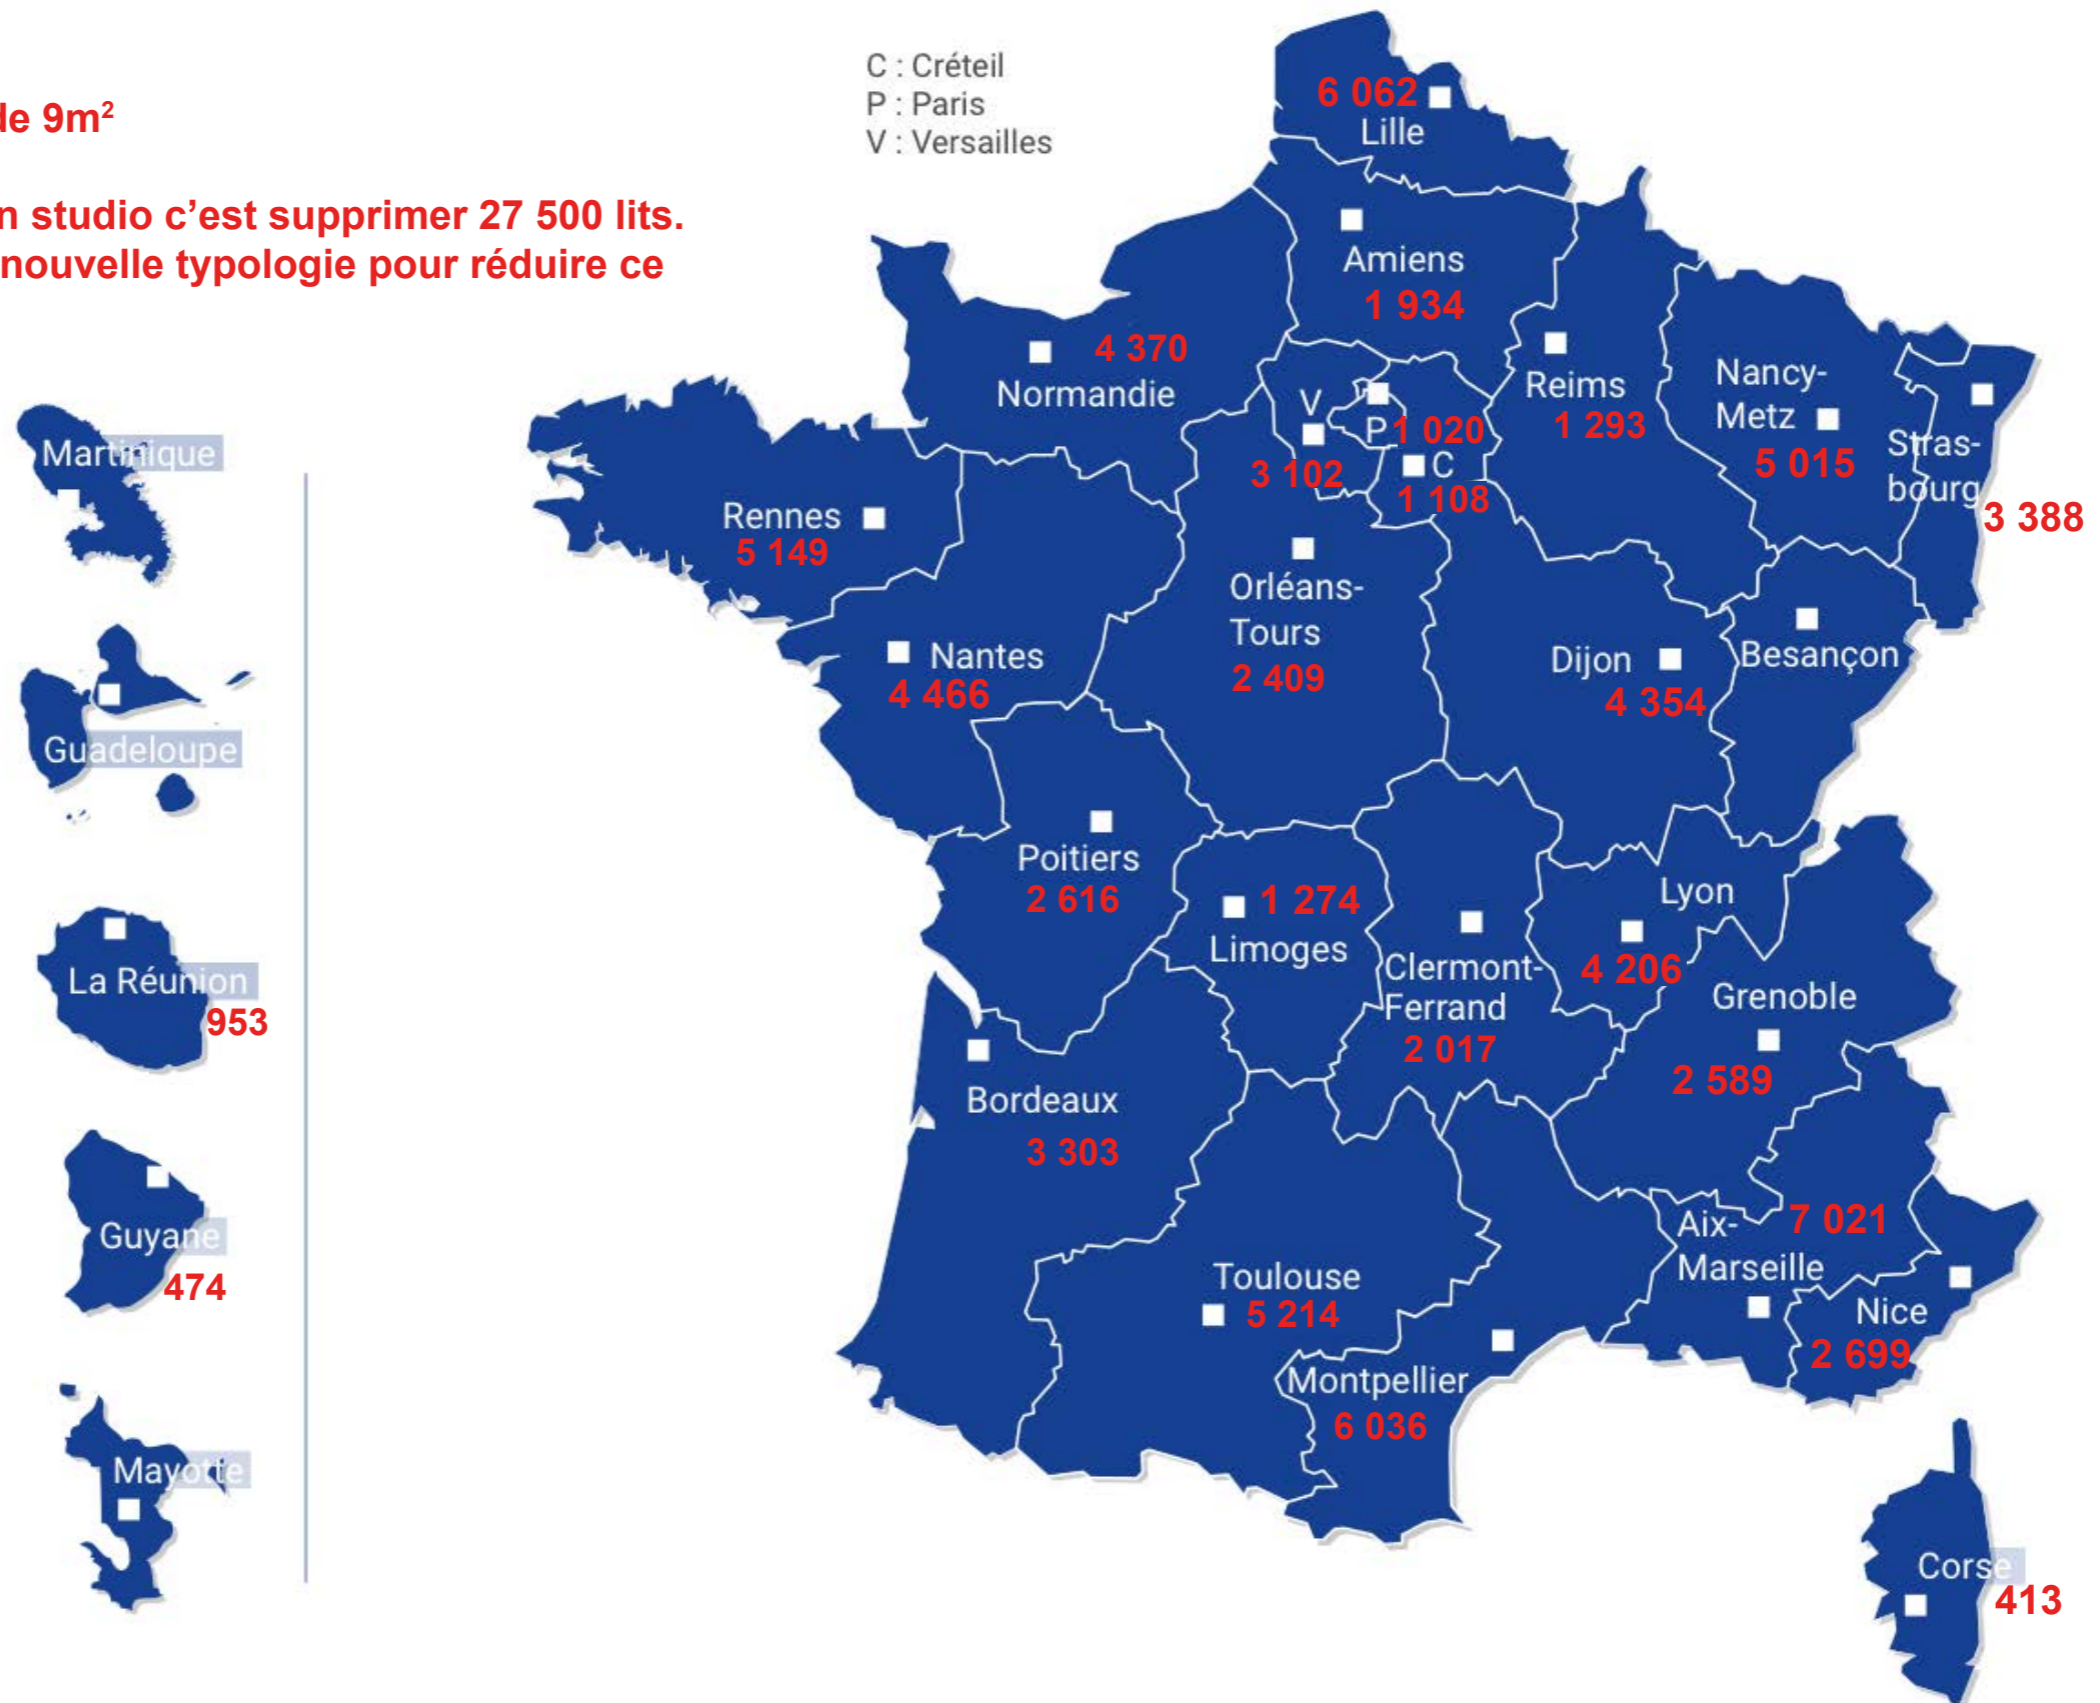 de 9m²
n studio c’est supprimer 27 500 lits.
nouvelle typologie pour réduire ce
C : Créteil
P : Paris
V : Versailles
6 062
Lille
Amiens
1 934
4 370
Normandie
Reims
1 293
Nancy-
Metz
5 015
Stras-
bourg
3 388
V
3 102
P
1 020
C
1 108
Rennes
5 149
Orléans-
Tours
2 409
Nantes
4 466
Dijon
4 354
Besançon
Poitiers
2 616
1 274
Limoges
Clermont-
Ferrand
2 017
Lyon
4 206
Grenoble
2 589
Bordeaux
3 303
Toulouse
5 214
Montpellier
6 036
Aix-
Marseille
7 021
Nice
2 699
Corse
413
Martinique
Guadeloupe
La Réunion
953
Guyane
474
Mayotte